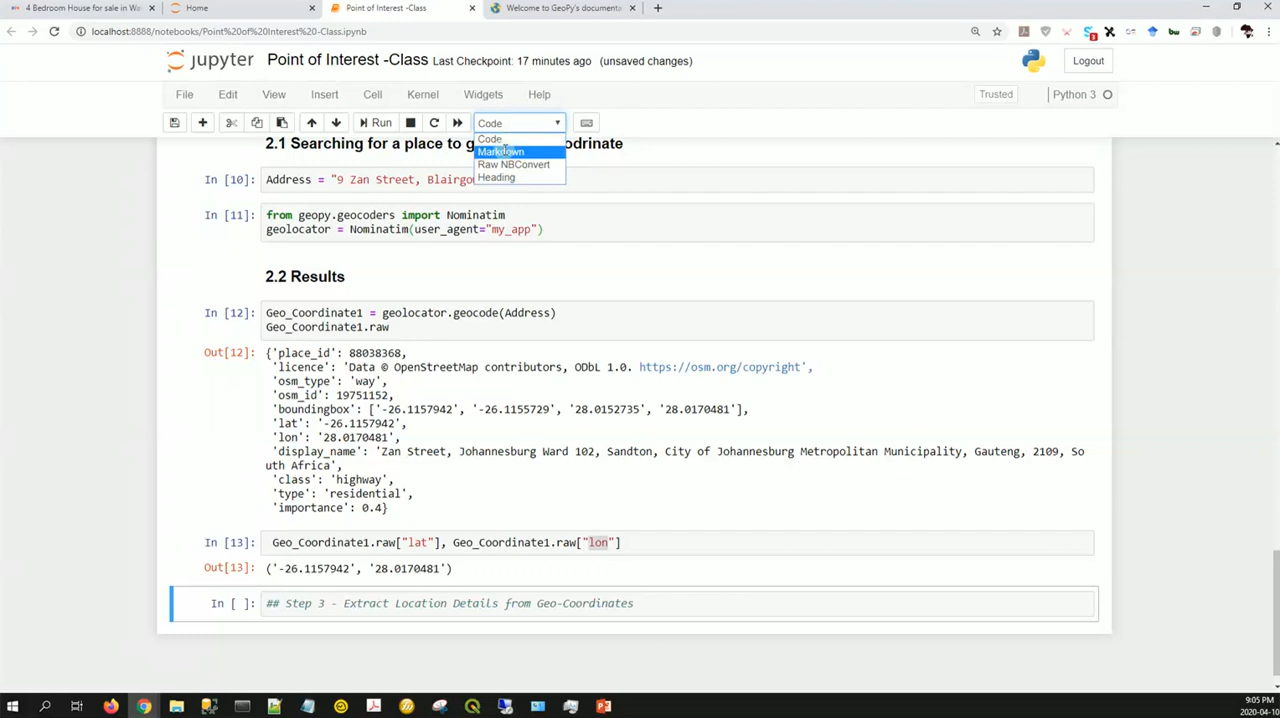 4 Bedroom House for sale in Wa
Home
Point of Interest -Class
Welcome to GeoPy's documenta
localhost:8888/notebooks/Point%20of%20Interest%20-Class.ipynb
jupyter
Point of Interest -Class
Last Checkpoint: 17 minutes ago
(unsaved changes)
Logout
File
Edit
View
Insert
Cell
Kernel
Widgets
Help
Trusted
Python 3
Run
Code
Code
Markdown
Raw NBConvert
Heading
2.1 Searching for a place to g odrinate
In [10]:
Address = "9 Zan Street, Blairgo
In [11]:
from geopy.geocoders import Nominatim
geolocator = Nominatim(user_agent="my_app")
2.2 Results
In [12]:
Geo_Coordinate1 = geolocator.geocode(Address)
Geo_Coordinate1.raw
Out[12]:
{'place_id': 88038368,
'licence': 'Data © OpenStreetMap contributors, ODbL 1.0. https://osm.org/copyright',
'osm_type': 'way',
'osm_id': 19751152,
'boundingbox': ['-26.1157942', '-26.1155729', '28.0152735', '28.0170481'],
'lat': '-26.1157942',
'lon': '28.0170481',
'display_name': 'Zan Street, Johannesburg Ward 102, Sandton, City of Johannesburg Metropolitan Municipality, Gauteng, 2109, So
uth Africa',
'class': 'highway',
'type': 'residential',
'importance': 0.4}
In [13]:
Geo_Coordinate1.raw["lat"], Geo_Coordinate1.raw["lon"]
Out[13]:
('-26.1157942', '28.0170481')
In [ ]:
## Step 3 - Extract Location Details from Geo-Coordinates
9:05 PM
2020-04-10